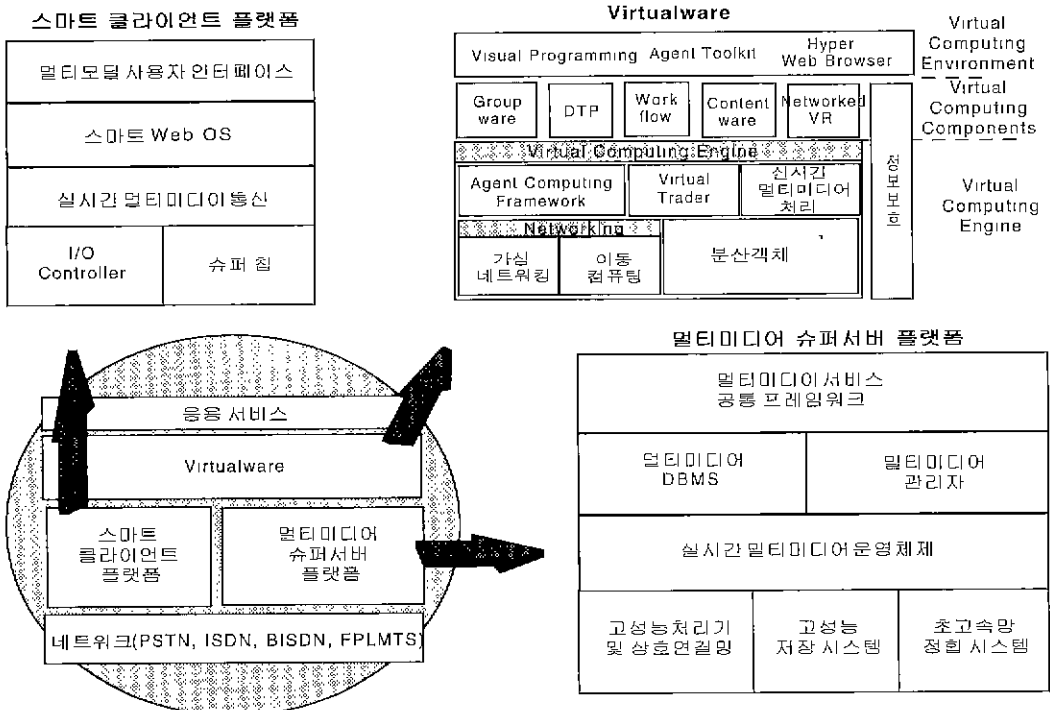 스마트 클라이언트 플랫폼
멀티모달 사용자 인터페이스
스마트 Web OS
실시간 멀티미디어 통신
I/O
Controller
슈퍼 칩
Virtualware
Visual Programming Agent Toolkit
Hyper
Web Browser
Group
ware
DTP
Work
flow
Content
ware
Networked
VR
Virtual Computing Engine
Agent Computing
Framework
Virtual
Trader
실시간
멀티미디어
처리
Networking
가상
네트워킹
이동
컴퓨팅
분산객체
정보보호
Virtual
Computing
Environment
Virtual
Computing
Components
Virtual
Computing
Engine
응용 서비스
Virtualware
스마트
클라이언트
플랫폼
멀티미디어
슈퍼서버
플랫폼
네트워크(PSTN, ISDN, BISDN, FPLMTS)
멀티미디어 슈퍼서버 플랫폼
멀티미디어서비스
공통 프레임워크
멀티미디어
DBMS
멀티미디어
관리자
실시간 멀티미디어운영체제
고성능처리기
및 상호연결망
고성능
저장 시스템
초고속망
정합 시스템